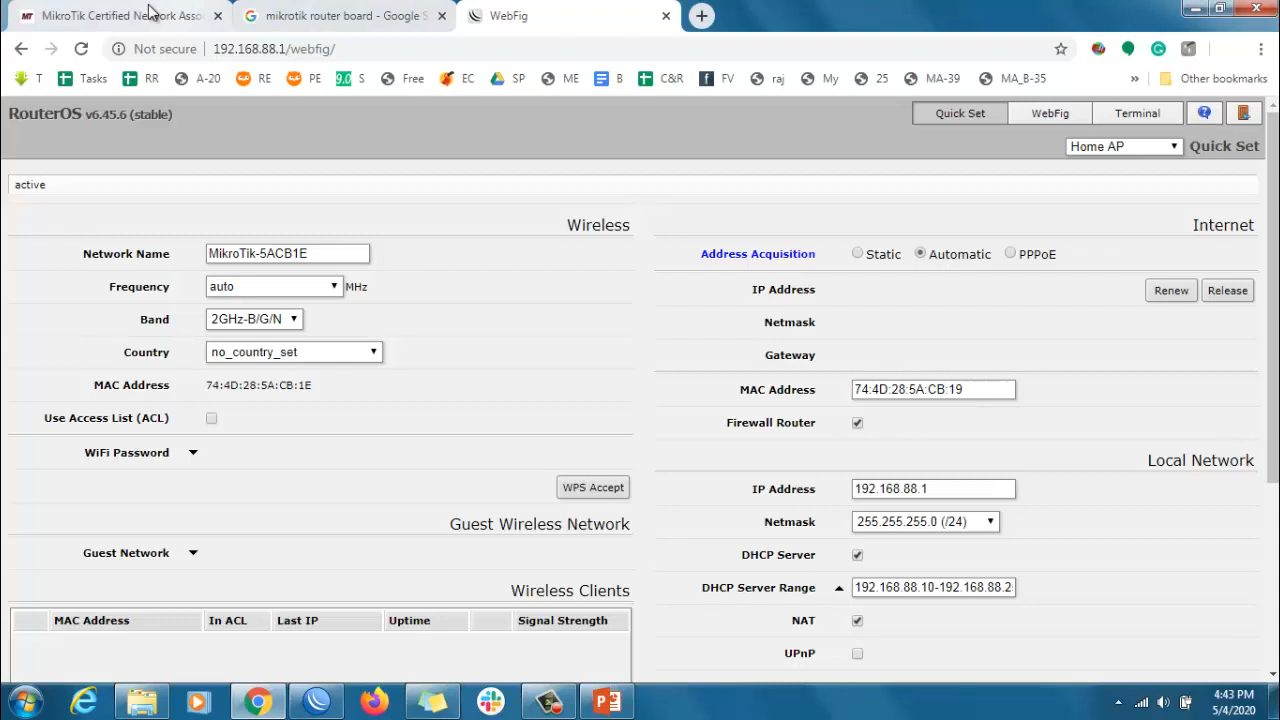 MikroTik Certified Network Asso
mikrotik router board - Google S
WebFig
Not secure
192.168.88.1/webfig/
T
Tasks
RR
A-20
RE
PE
9.0 S
Free
EC
SP
ME
B
C&R
FV
raj
My
25
MA-39
MA_B-35
»
Other bookmarks
RouterOS v6.45.6 (stable)
Quick Set
WebFig
Terminal
Home AP
Quick Set
active
Wireless
Network Name MikroTik-5ACB1E
Frequency auto MHz
Band 2GHz-B/G/N
Country no_country_set
MAC Address 74:4D:28:5A:CB:1E
Use Access List (ACL)
WiFi Password
WPS Accept
Guest Wireless Network
Guest Network
Wireless Clients
MAC Address In ACL Last IP Uptime Signal Strength
Internet
Address Acquisition Static Automatic PPPoE
IP Address Renew Release
Netmask
Gateway
MAC Address 74:4D:28:5A:CB:19
Firewall Router
Local Network
IP Address 192.168.88.1
Netmask 255.255.255.0 (/24)
DHCP Server
DHCP Server Range 192.168.88.10-192.168.88.2
NAT
UPnP
4:43 PM
5/4/2020